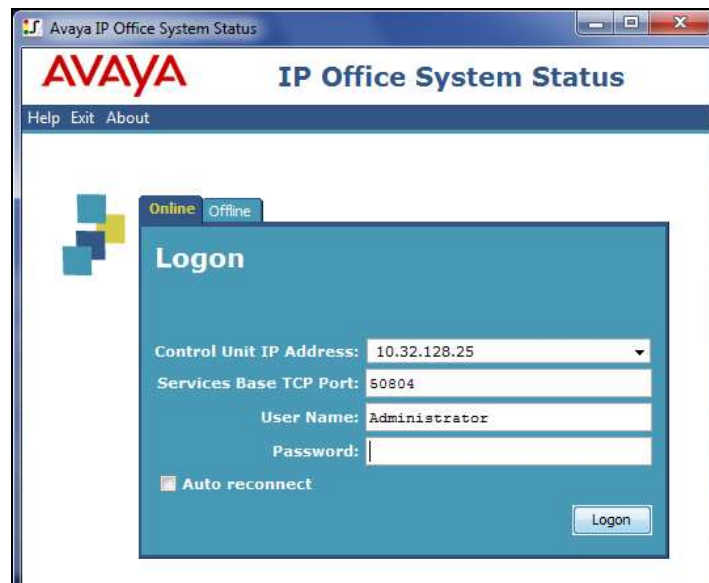 Avaya IP Office System Status
AVAYA IP Office System Status
Help Exit About
Online Offline
Logon
Control Unit IP Address: 10.32.128.25
Services Base TCP Port: 50804
User Name: Administrator
Password:
Auto reconnect
Logon